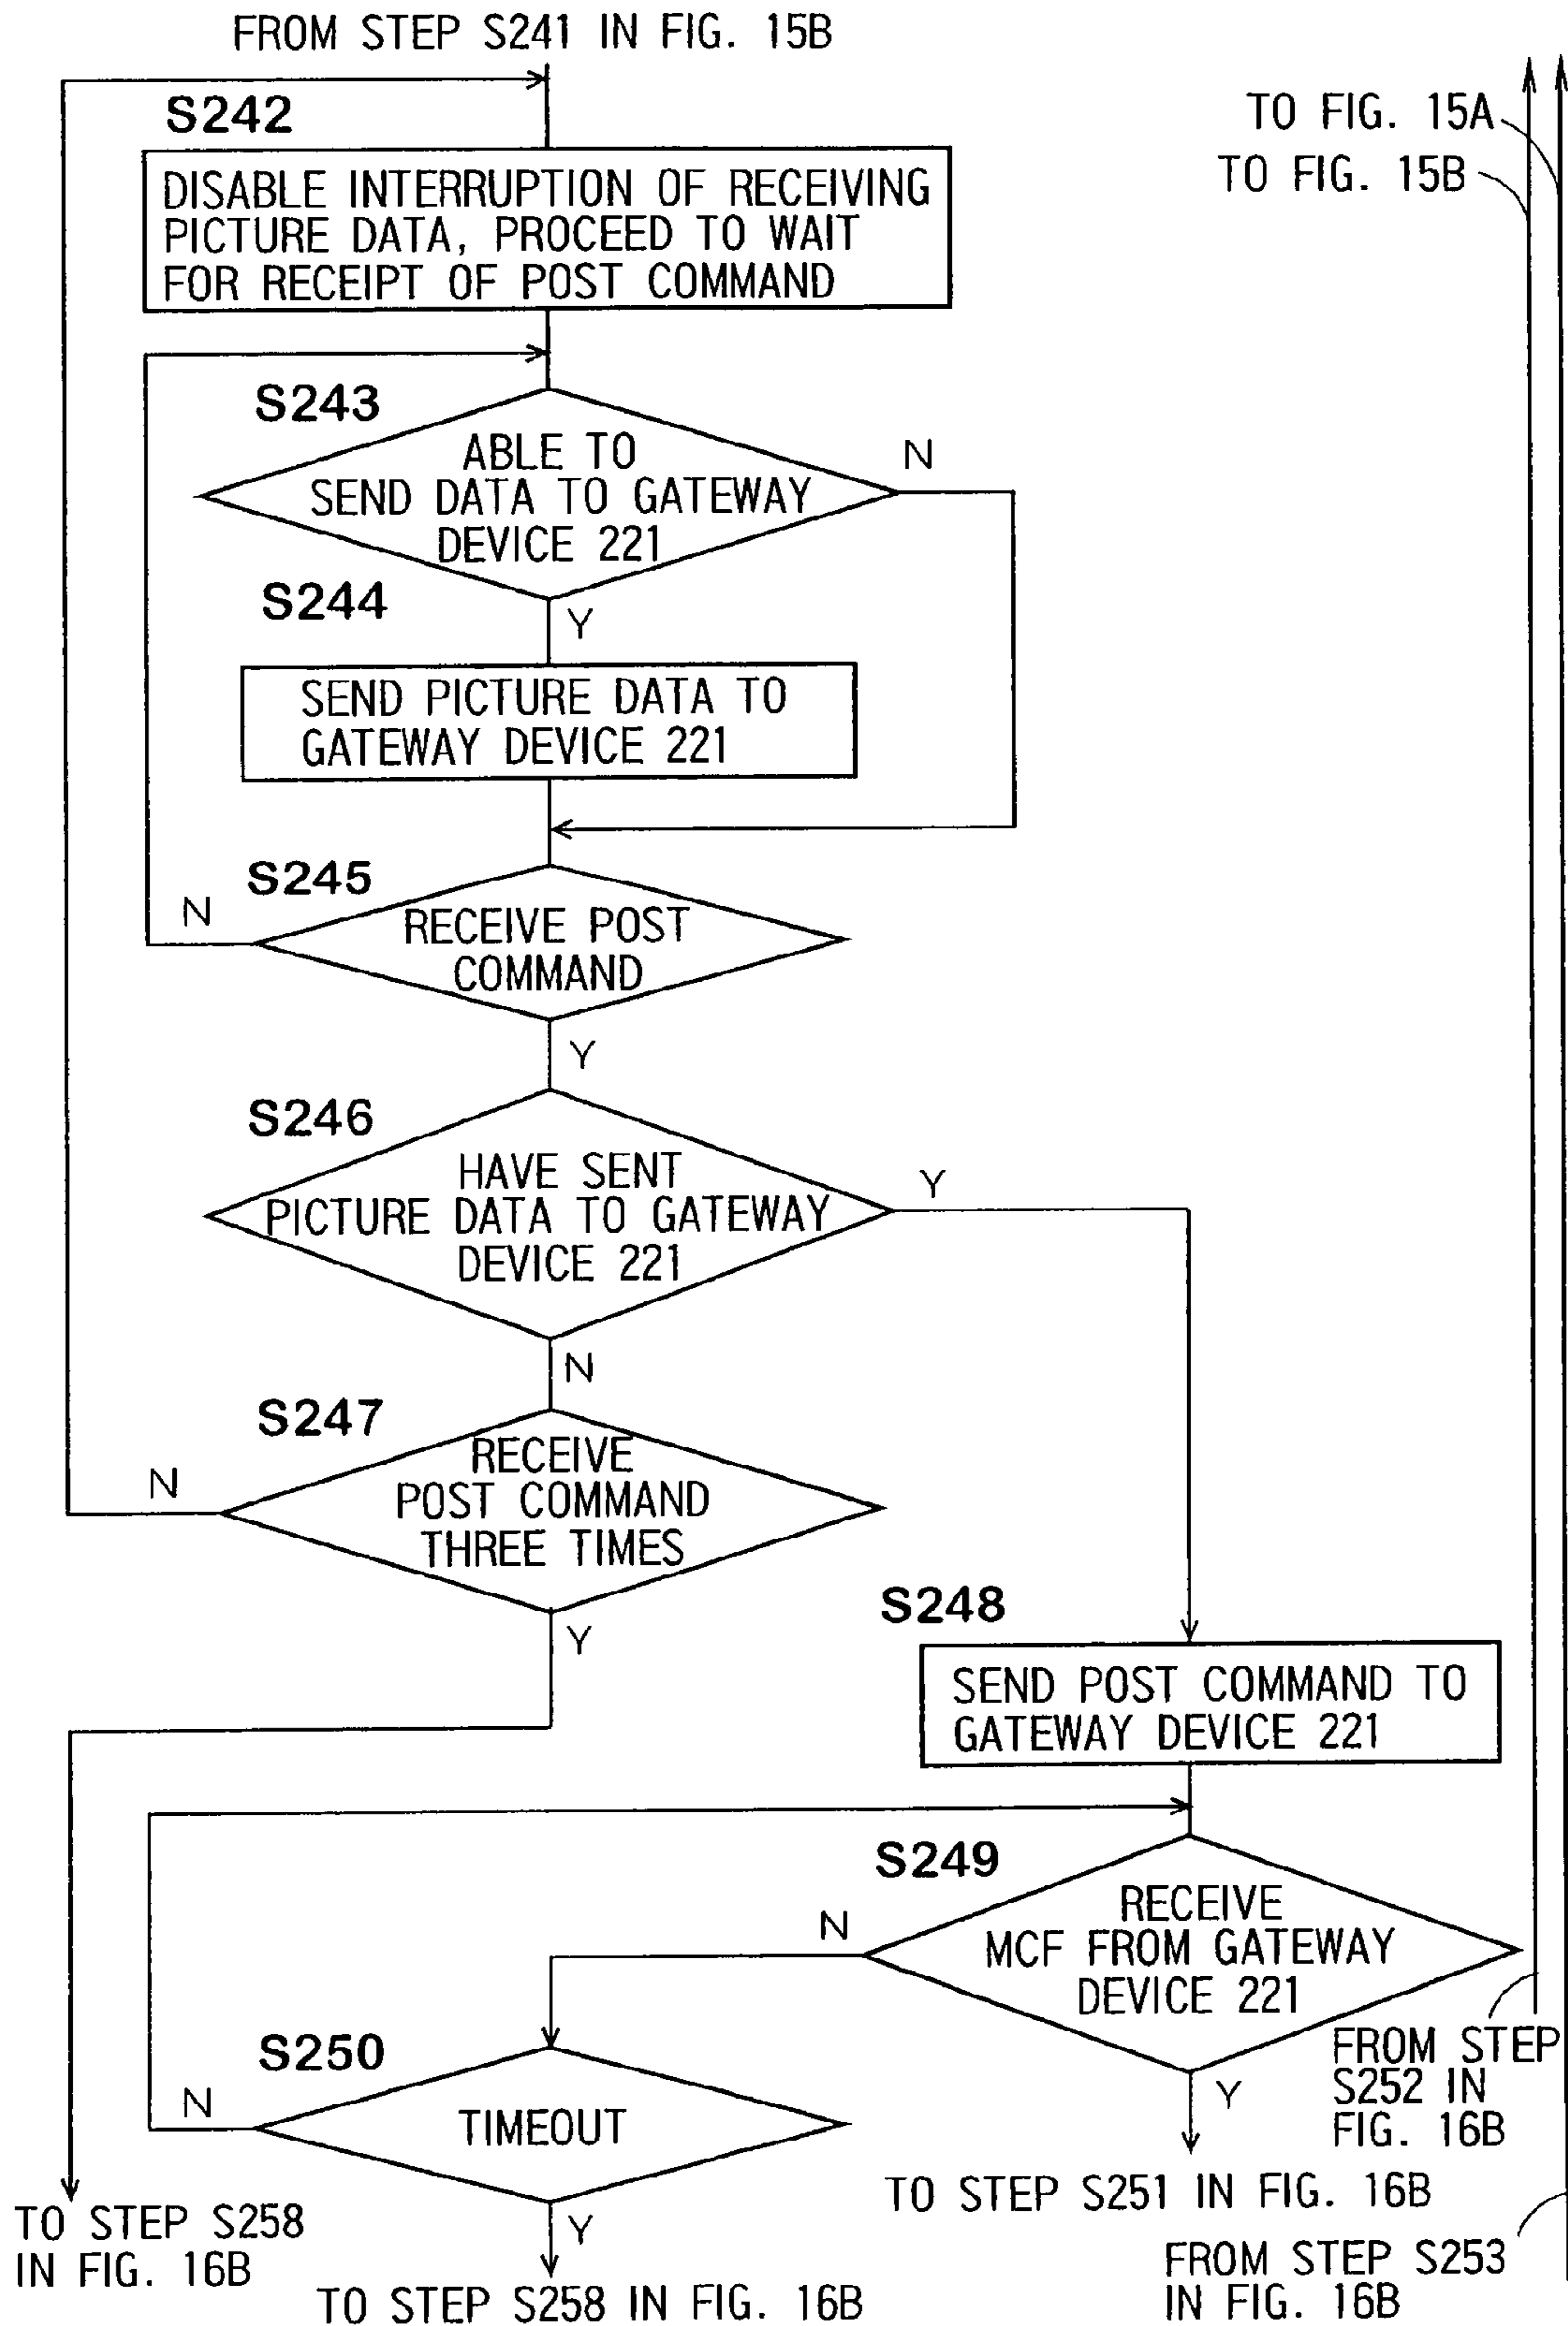 FROM STEP S241 IN FIG. 15B
TO FIG. 15A
TO FIG. 15B
S242
DISABLE INTERRUPTION OF RECEIVING
PICTURE DATA, PROCEED TO WAIT
FOR RECEIPT OF POST COMMAND
S243
ABLE TO
SEND DATA TO GATEWAY
DEVICE 221
N
S244
Y
SEND PICTURE DATA TO
GATEWAY DEVICE 221
S245
N
RECEIVE POST
COMMAND
Y
S246
HAVE SENT
PICTURE DATA TO GATEWAY
DEVICE 221
Y
N
S247
RECEIVE
POST COMMAND
THREE TIMES
N
Y
S248
SEND POST COMMAND TO
GATEWAY DEVICE 221
S249
RECEIVE
MCF FROM GATEWAY
DEVICE 221
N
Y
S250
TIMEOUT
N
Y
FROM STEP
S252 IN
FIG. 16B
TO STEP S251 IN FIG. 16B
TO STEP S258
IN FIG. 16B
TO STEP S258 IN FIG. 16B
FROM STEP S253
IN FIG. 16B